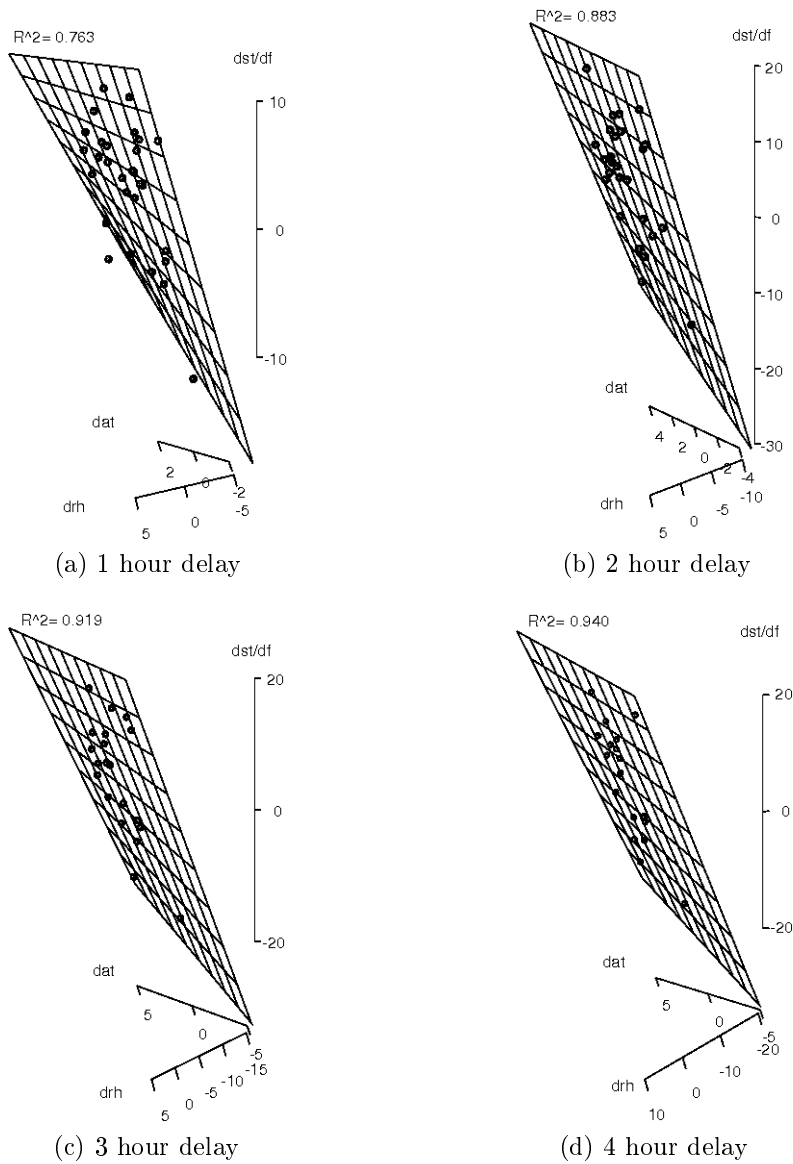 R^2= 0.763
dst/df
10
0
-10
dat
2
0
-2
drh
5
0
-5
(a) 1 hour delay
R^2= 0.883
dst/df
20
10
0
-10
-20
-30
dat
4
2
0
-2
-4
drh
5
0
-5
-10
(b) 2 hour delay
R^2= 0.919
dst/df
20
0
-20
dat
5
0
-5
drh
5
0
-5
-10
-15
(c) 3 hour delay
R^2= 0.940
dst/df
20
0
-20
dat
5
0
-5
drh
10
0
-10
-20
(d) 4 hour delay